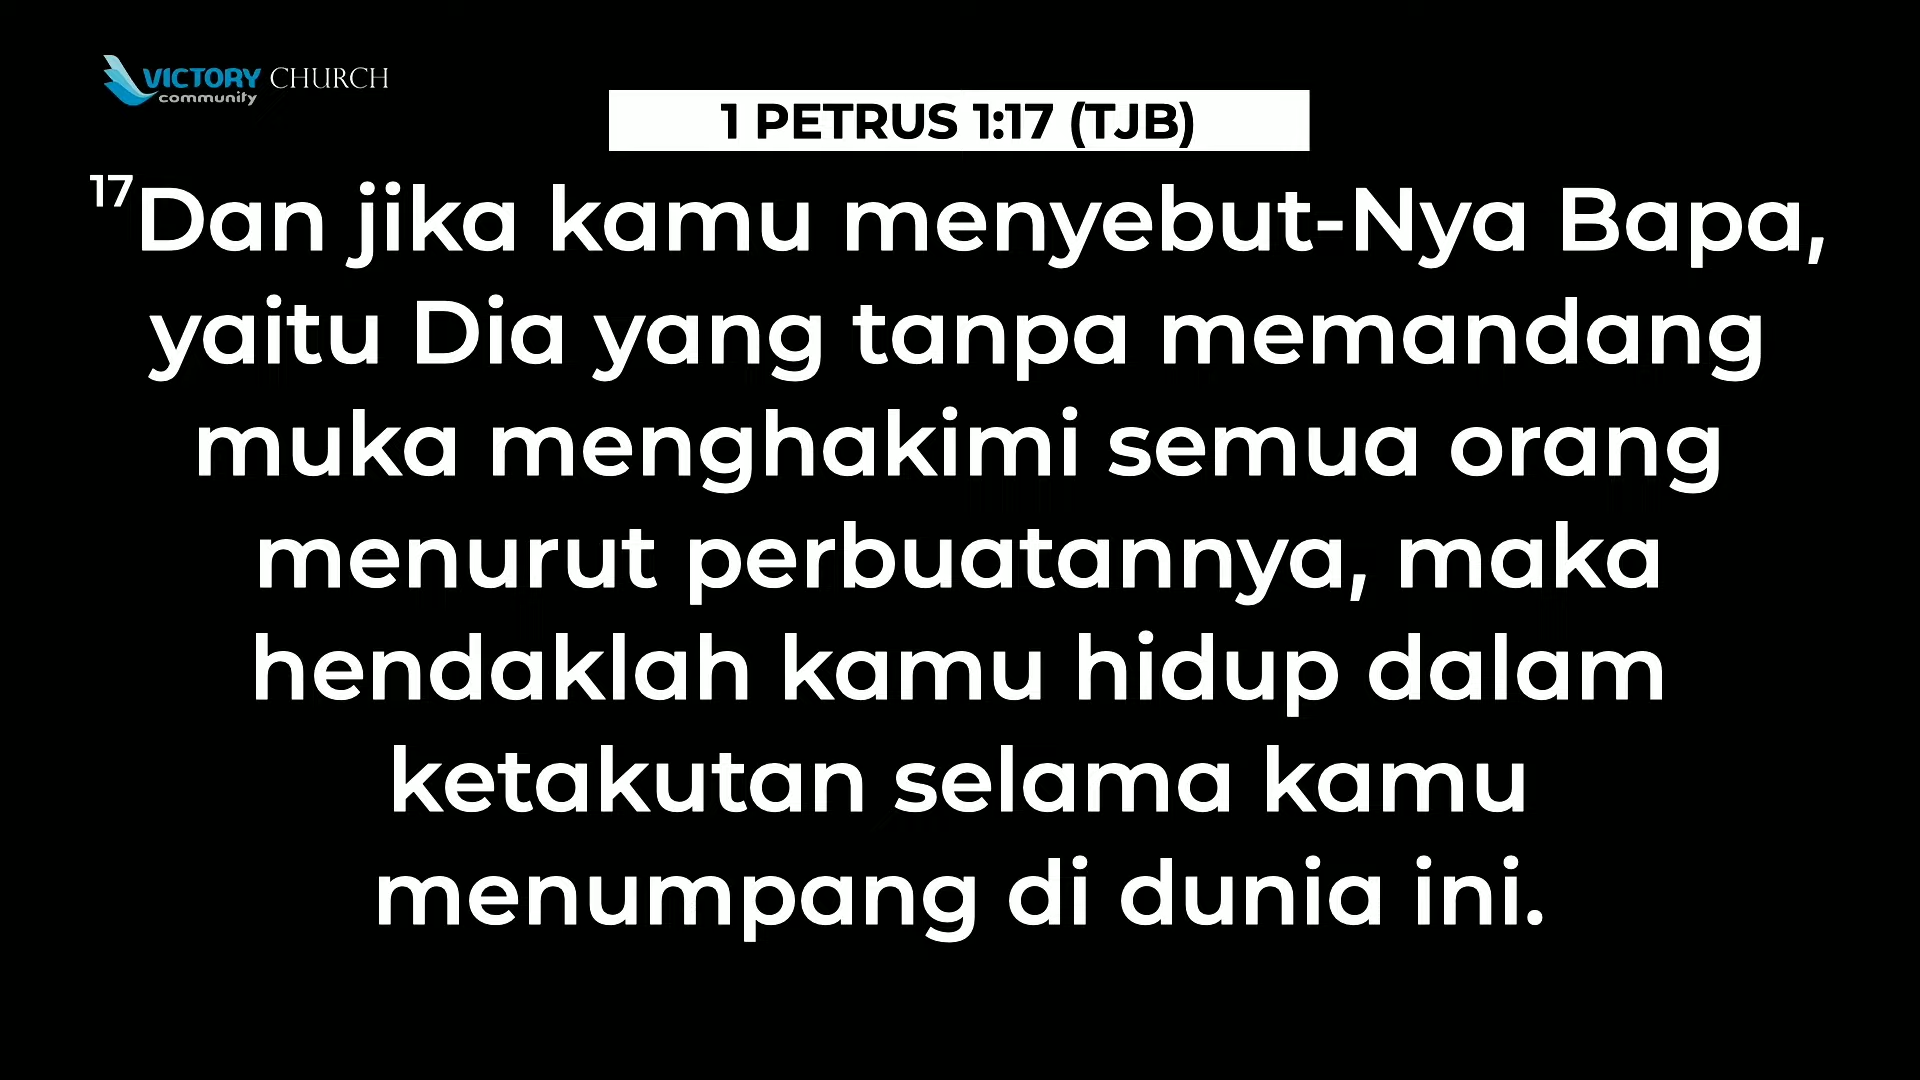 VICTORY CHURCH
community
1 PETRUS 1:17 (TJB)
17Dan jika kamu menyebut-Nya Bapa,
yaitu Dia yang tanpa memandang
muka menghakimi semua orang
menurut perbuatannya, maka
hendaklah kamu hidup dalam
ketakutan selama kamu
menumpang di dunia ini.